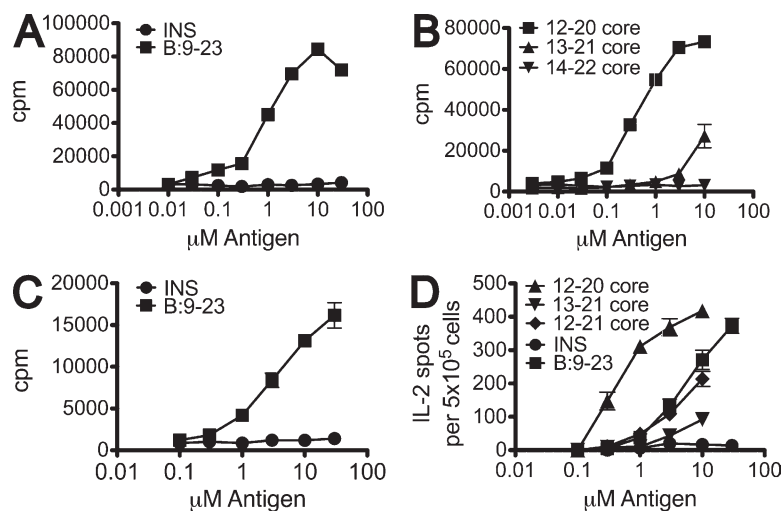 A
INS
B:9-23
100000
80000
60000
40000
20000
0
cpm
0.001 0.01 0.1 1 10 100
μM Antigen
B
12-20 core
13-21 core
14-22 core
80000
60000
40000
20000
0
cpm
0.001 0.01 0.1 1 10 100
μM Antigen
C
INS
B:9-23
20000
15000
10000
5000
0
cpm
0.01 0.1 1 10 100
μM Antigen
D
12-20 core
13-21 core
12-21 core
INS
B:9-23
500
400
300
200
100
0
IL-2 spots
per 5x10⁵ cells
0.01 0.1 1 10 100
μM Antigen